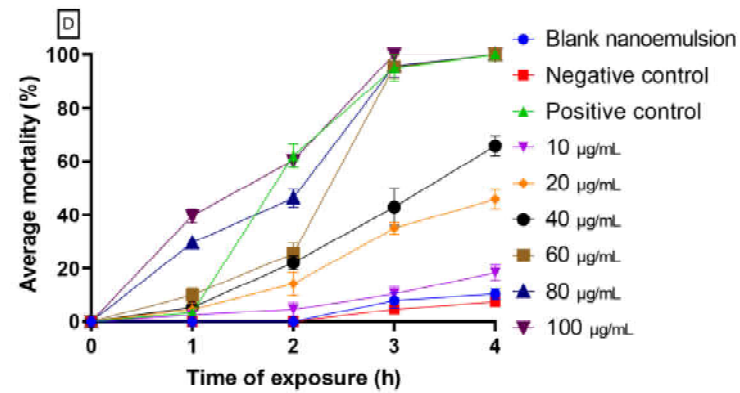 D
100
80
60
40
20
0
Average mortality (%)
0 1 2 3 4
Time of exposure (h)
Blank nanoemulsion
Negative control
Positive control
10 µg/mL
20 µg/mL
40 µg/mL
60 µg/mL
80 µg/mL
100 µg/mL